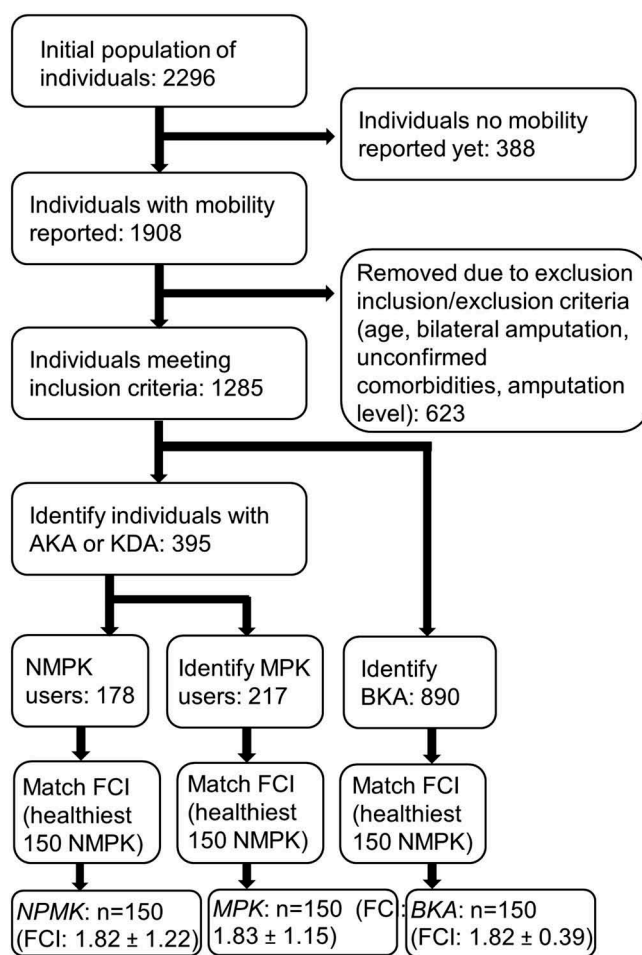 Initial population of
individuals: 2296
Individuals no mobility
reported yet: 388
Individuals with mobility
reported: 1908
Removed due to exclusion
inclusion/exclusion criteria
(age, bilateral amputation,
unconfirmed
comorbidities, amputation
level): 623
Individuals meeting
inclusion criteria: 1285
Identify individuals with
AKA or KDA: 395
NMPK
users: 178
Identify MPK
users: 217
Identify
BKA: 890
Match FCI
(healthiest
150 NMPK)
Match FCI
(healthiest
150 NMPK)
Match FCI
(healthiest
150 NMPK)
NPMK: n=150
(FCI: 1.82 ± 1.22)
MPK: n=150 (FC::
1.83 ± 1.15)
BKA: n=150
(FCI: 1.82 ± 0.39)